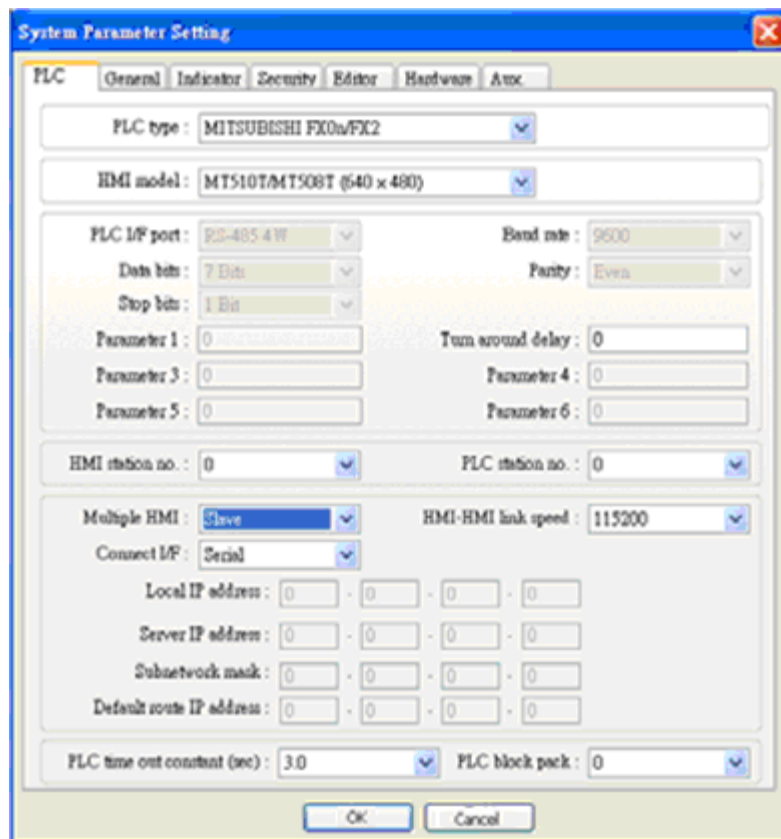 System Parameter Setting
PLC General Indicator Security Editor Hardware Aux.
PLC type : MITSUBISHI FX0n/FX2
HMI model : MT510T/MT508T (640 x 480)
PLC I/F port : RS-485 4W Baud rate : 9600
Data bits : 7 Bits Parity : Even
Stop bits : 1 Bit
Parameter 1 : 0 Turn around delay : 0
Parameter 3 : 0 Parameter 4 : 0
Parameter 5 : 0 Parameter 6 : 0
HMI station no. : 0 PLC station no. : 0
Multiple HMI : Slave HMI-HMI link speed : 115200
Connect I/F : Serial
Local IP address : 0 . 0 . 0 . 0
Server IP address : 0 . 0 . 0 . 0
Subnetwork mask : 0 . 0 . 0 . 0
Default route IP address : 0 . 0 . 0 . 0
PLC time out constant (sec) : 3.0 PLC block pack : 0
OK Cancel